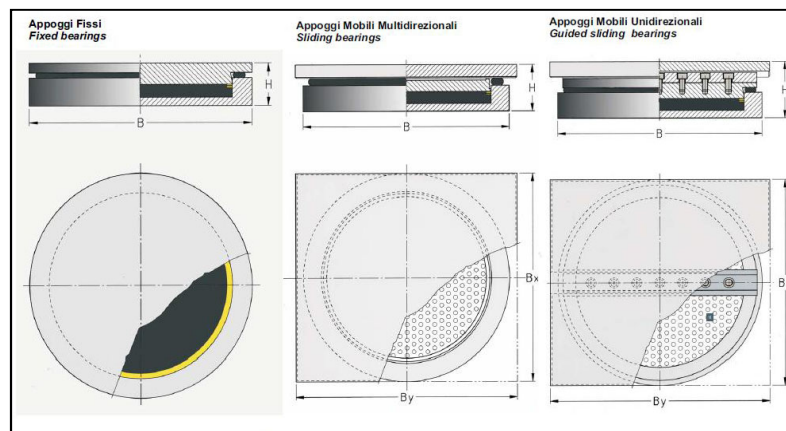 Appoggi Fissi
Fixed bearings
Appoggi Mobili Multidirezionali
Sliding bearings
Appoggi Mobili Unidirezionali
Guided sliding bearings
H
B
H
B
H
B
Bx
By
B
By